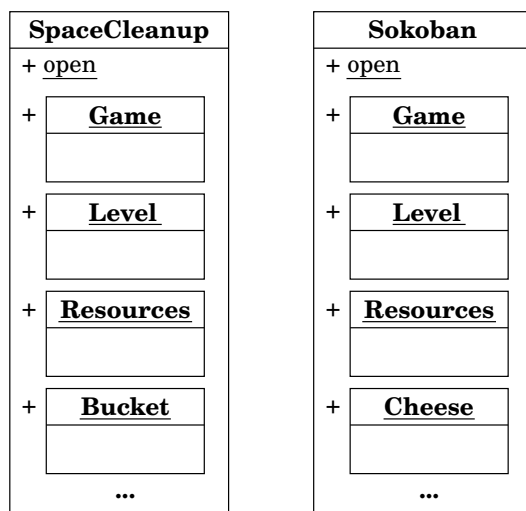 SpaceCleanup
+ open
+ Game
+ Level
+ Resources
+ Bucket
...
Sokoban
+ open
+ Game
+ Level
+ Resources
+ Cheese
...